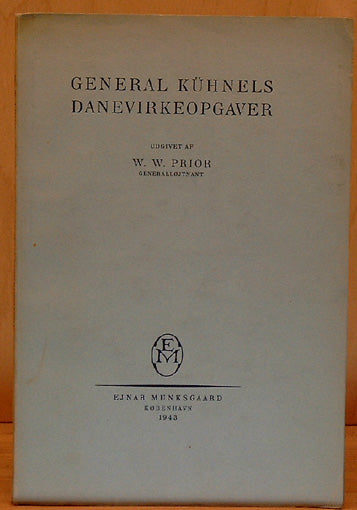 GENERAL KÜHNELS
DANEVIRKEOPGAVER
UDGIVET AF
W. W. PRIOR
GENERALLØJTNANT
EM
EJNAR MUNKSGAARD
KØBENHAVN
1943